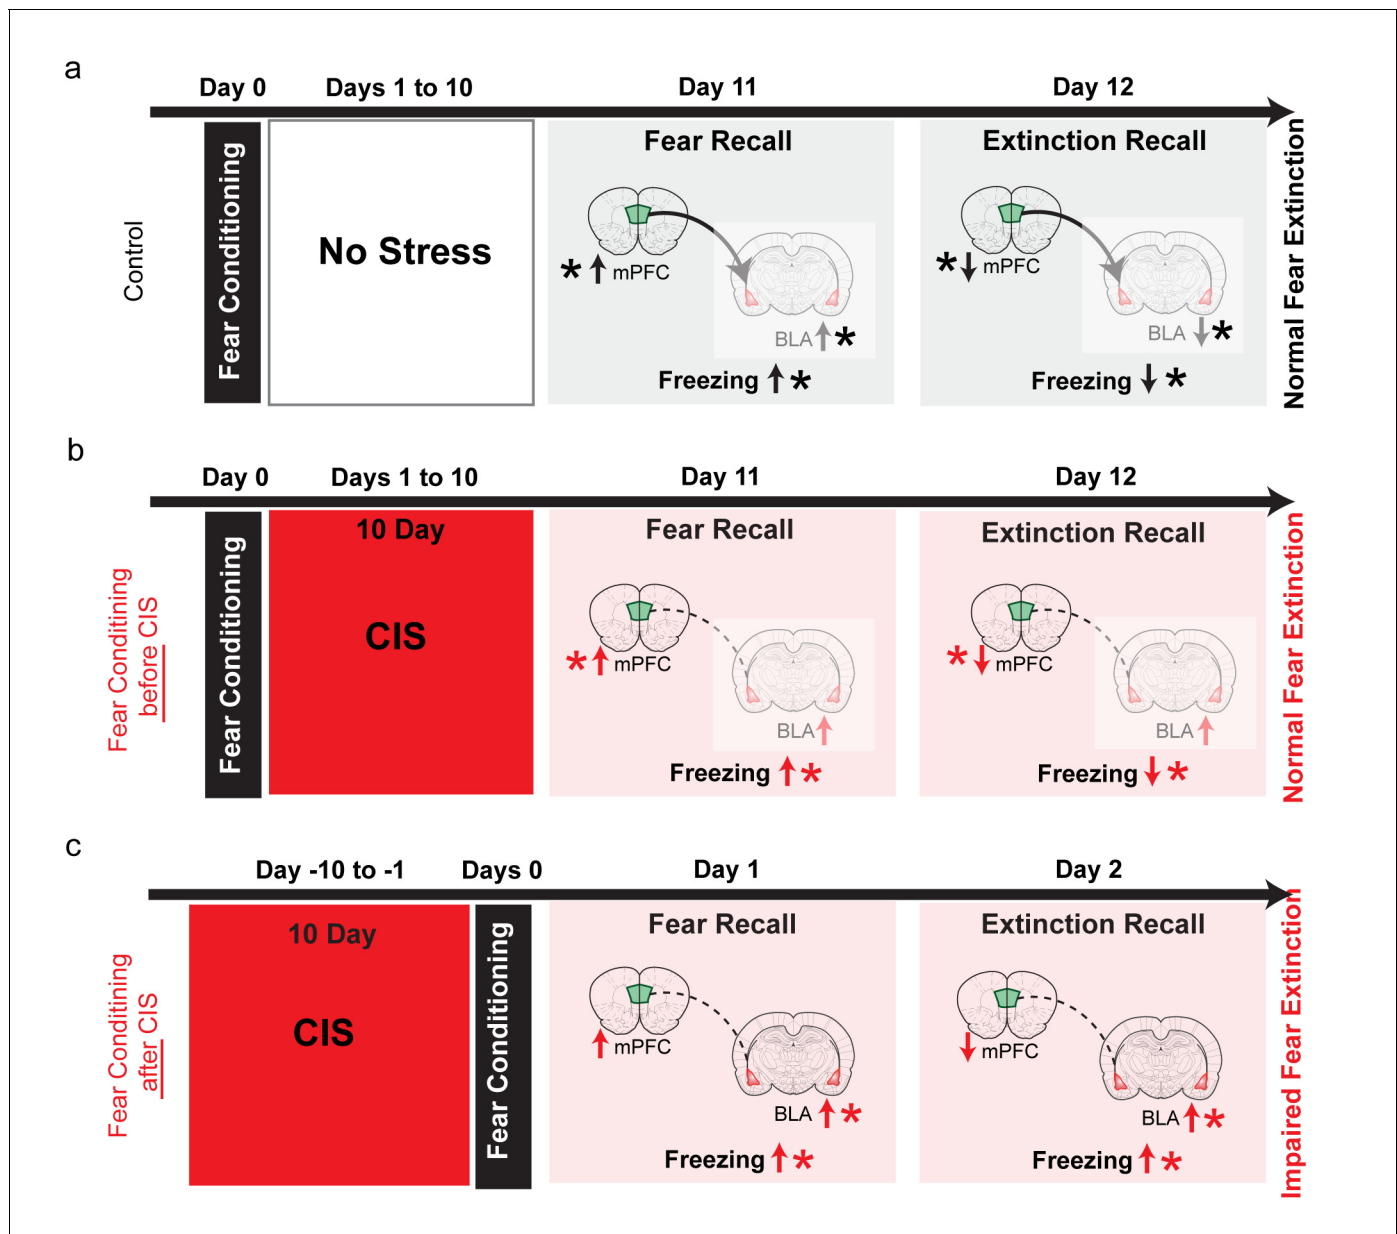 a
Day 0
Days 1 to 10
Day 11
Day 12
Control
Fear Conditioning
No Stress
Fear Recall
* mPFC
BLA *
Freezing *
Extinction Recall
* mPFC
BLA *
Freezing *
Normal Fear Extinction
b
Day 0
Days 1 to 10
Day 11
Day 12
Fear Conditining
before CIS
Fear Conditioning
10 Day
CIS
Fear Recall
* mPFC
BLA
Freezing *
Extinction Recall
* mPFC
BLA
Freezing *
Normal Fear Extinction
c
Day -10 to -1
Days 0
Day 1
Day 2
Fear Conditining
after CIS
10 Day
CIS
Fear Conditioning
Fear Recall
mPFC
BLA *
Freezing *
Extinction Recall
mPFC
BLA *
Freezing *
Impaired Fear Extinction